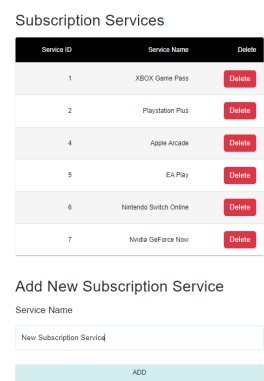 Subscription Services
Service ID Service Name Delete
1 XBOX Game Pass Delete
2 Playstation Plus Delete
4 Apple Arcade Delete
5 EA Play Delete
6 Nintendo Switch Online Delete
7 Nvidia GeForce Now Delete
Add New Subscription Service
Service Name
New Subscription Service
ADD